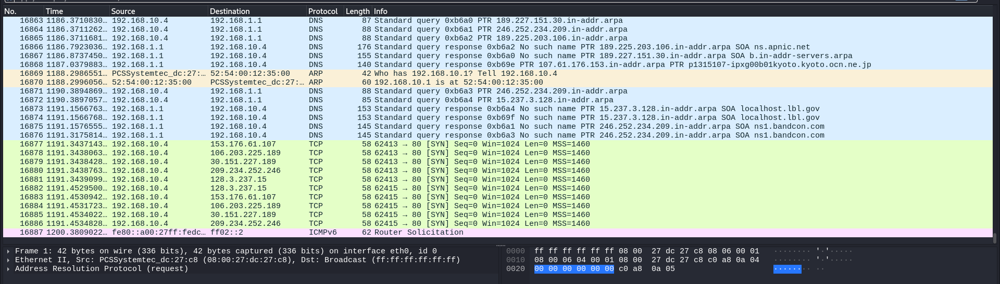 No. Time Source Destination Protocol Length Info
16863 1186.3710830… 192.168.10.4 192.168.1.1 DNS 87 Standard query 0xb6a0 PTR 189.227.151.30.in-addr.arpa
16864 1186.3711262… 192.168.10.4 192.168.1.1 DNS 88 Standard query 0xb6a1 PTR 246.252.234.209.in-addr.arpa
16865 1186.3711681… 192.168.10.4 192.168.1.1 DNS 88 Standard query 0xb6a2 PTR 189.225.203.106.in-addr.arpa
16866 1186.7923036… 192.168.1.1 192.168.10.4 DNS 176 Standard query response 0xb6a2 No such name PTR 189.225.203.106.in-addr.arpa SOA ns.apnic.net
16867 1186.8737450… 192.168.1.1 192.168.10.4 DNS 155 Standard query response 0xb6a0 No such name PTR 189.227.151.30.in-addr.arpa SOA b.in-addr-servers.arpa
16868 1187.0379883… 192.168.1.1 192.168.10.4 DNS 140 Standard query response 0xb69e PTR 107.61.176.153.in-addr.arpa PTR p1315107-ipxg00b01kyoto.kyoto.ocn.ne.jp
16869 1188.2986551… PCSSystemtec_dc:27:… 52:54:00:12:35:00 ARP 42 Who has 192.168.10.1? Tell 192.168.10.4
16870 1188.2996056… 52:54:00:12:35:00 PCSSystemtec_dc:27:… ARP 60 192.168.10.1 is at 52:54:00:12:35:00
16871 1190.3894869… 192.168.10.4 192.168.1.1 DNS 88 Standard query 0xb6a3 PTR 246.252.234.209.in-addr.arpa
16872 1190.3897057… 192.168.10.4 192.168.1.1 DNS 85 Standard query 0xb6a4 PTR 15.237.3.128.in-addr.arpa
16873 1191.1566763… 192.168.1.1 192.168.10.4 DNS 153 Standard query response 0xb6a4 No such name PTR 15.237.3.128.in-addr.arpa SOA localhost.lbl.gov
16874 1191.1566768… 192.168.1.1 192.168.10.4 DNS 153 Standard query response 0xb69f No such name PTR 15.237.3.128.in-addr.arpa SOA localhost.lbl.gov
16875 1191.1576555… 192.168.1.1 192.168.10.4 DNS 145 Standard query response 0xb6a1 No such name PTR 246.252.234.209.in-addr.arpa SOA ns1.bandcon.com
16876 1191.3175814… 192.168.1.1 192.168.10.4 DNS 145 Standard query response 0xb6a3 No such name PTR 246.252.234.209.in-addr.arpa SOA ns1.bandcon.com
16877 1191.3437143… 192.168.10.4 153.176.61.107 TCP 58 62413 → 80 [SYN] Seq=0 Win=1024 Len=0 MSS=1460
16878 1191.3438063… 192.168.10.4 106.203.225.189 TCP 58 62413 → 80 [SYN] Seq=0 Win=1024 Len=0 MSS=1460
16879 1191.3438428… 192.168.10.4 30.151.227.189 TCP 58 62413 → 80 [SYN] Seq=0 Win=1024 Len=0 MSS=1460
16880 1191.3438763… 192.168.10.4 209.234.252.246 TCP 58 62413 → 80 [SYN] Seq=0 Win=1024 Len=0 MSS=1460
16881 1191.3439099… 192.168.10.4 128.3.237.15 TCP 58 62413 → 80 [SYN] Seq=0 Win=1024 Len=0 MSS=1460
16882 1191.4529500… 192.168.10.4 128.3.237.15 TCP 58 62415 → 80 [SYN] Seq=0 Win=1024 Len=0 MSS=1460
16883 1191.4530942… 192.168.10.4 153.176.61.107 TCP 58 62415 → 80 [SYN] Seq=0 Win=1024 Len=0 MSS=1460
16884 1191.4531723… 192.168.10.4 106.203.225.189 TCP 58 62415 → 80 [SYN] Seq=0 Win=1024 Len=0 MSS=1460
16885 1191.4534022… 192.168.10.4 30.151.227.189 TCP 58 62415 → 80 [SYN] Seq=0 Win=1024 Len=0 MSS=1460
16886 1191.4534828… 192.168.10.4 209.234.252.246 TCP 58 62415 → 80 [SYN] Seq=0 Win=1024 Len=0 MSS=1460
16887 1200.3809022… fe80::a00:27ff:fedc… ff02::2 ICMPv6 62 Router Solicitation
Frame 1: 42 bytes on wire (336 bits), 42 bytes captured (336 bits) on interface eth0, id 0
Ethernet II, Src: PCSSystemtec_dc:27:c8 (08:00:27:dc:27:c8), Dst: Broadcast (ff:ff:ff:ff:ff:ff)
Address Resolution Protocol (request)
0000 ff ff ff ff ff ff 08 00 27 dc 27 c8 08 06 00 01 ········ '·'·····
0010 08 00 06 04 00 01 08 00 27 dc 27 c8 c0 a8 0a 04 ········ '·'·····
0020 00 00 00 00 00 00 c0 a8 0a 05 ········ ··